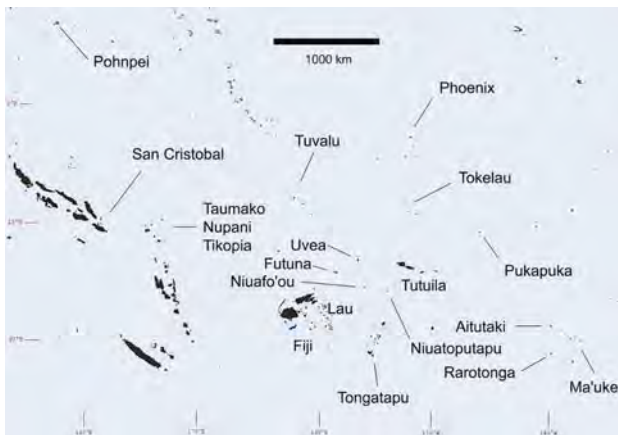 Pohnpei
1000 km
Phoenix
Tuvalu
San Cristobal
Tokelau
Taumako
Nupani
Tikopia
Uvea
Futuna
Pukapuka
Niuafo'ou
Tutuila
Lau
Aitutaki
Fiji
Niuatoputapu
Rarotonga
Ma'uke
Tongatapu